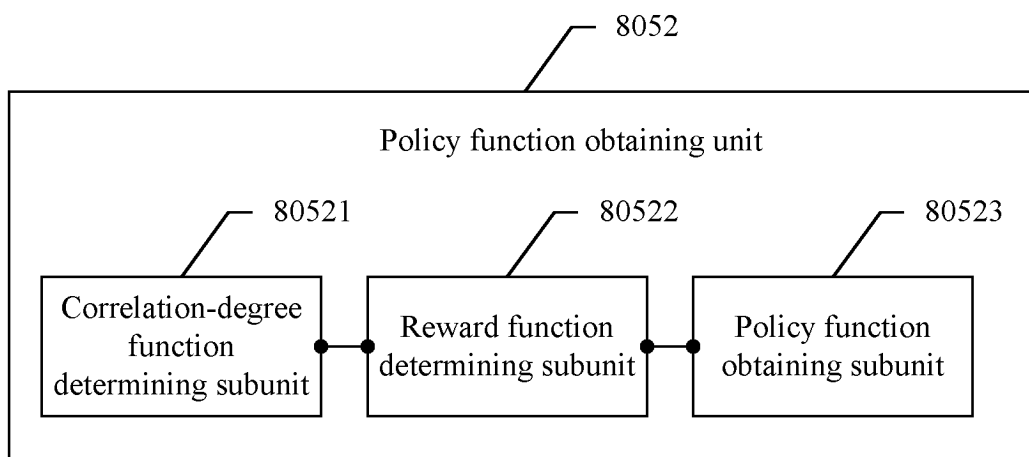 8052
Policy function obtaining unit
80521
80522
80523
Correlation-degree
function
determining subunit
Reward function
determining subunit
Policy function
obtaining subunit